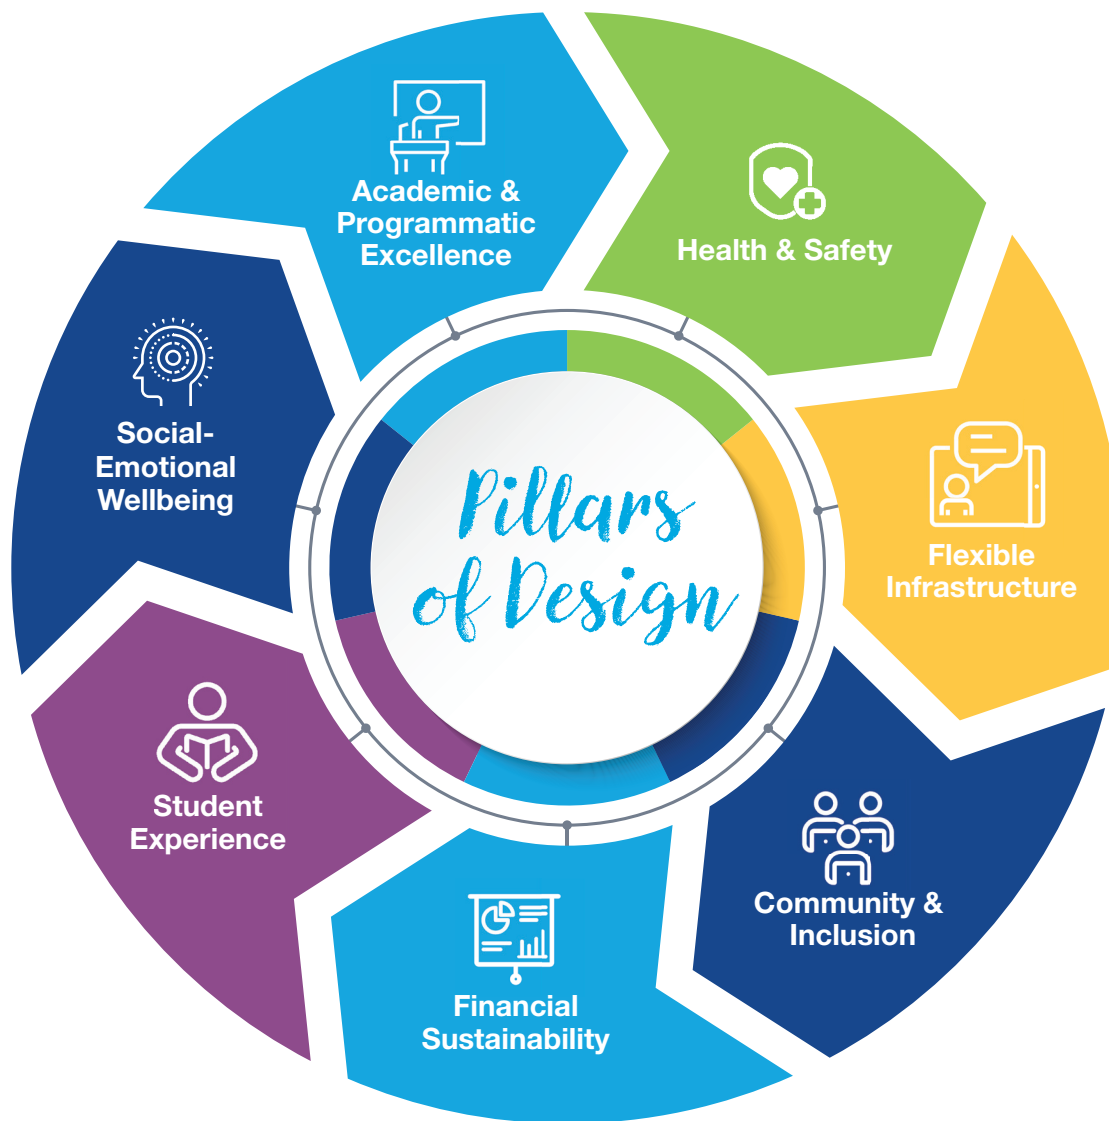 Academic &
Programmatic
Excellence
Health & Safety
Flexible
Infrastructure
Community &
Inclusion
Financial
Sustainability
Student
Experience
Social-
Emotional
Wellbeing
Pillars
of Design